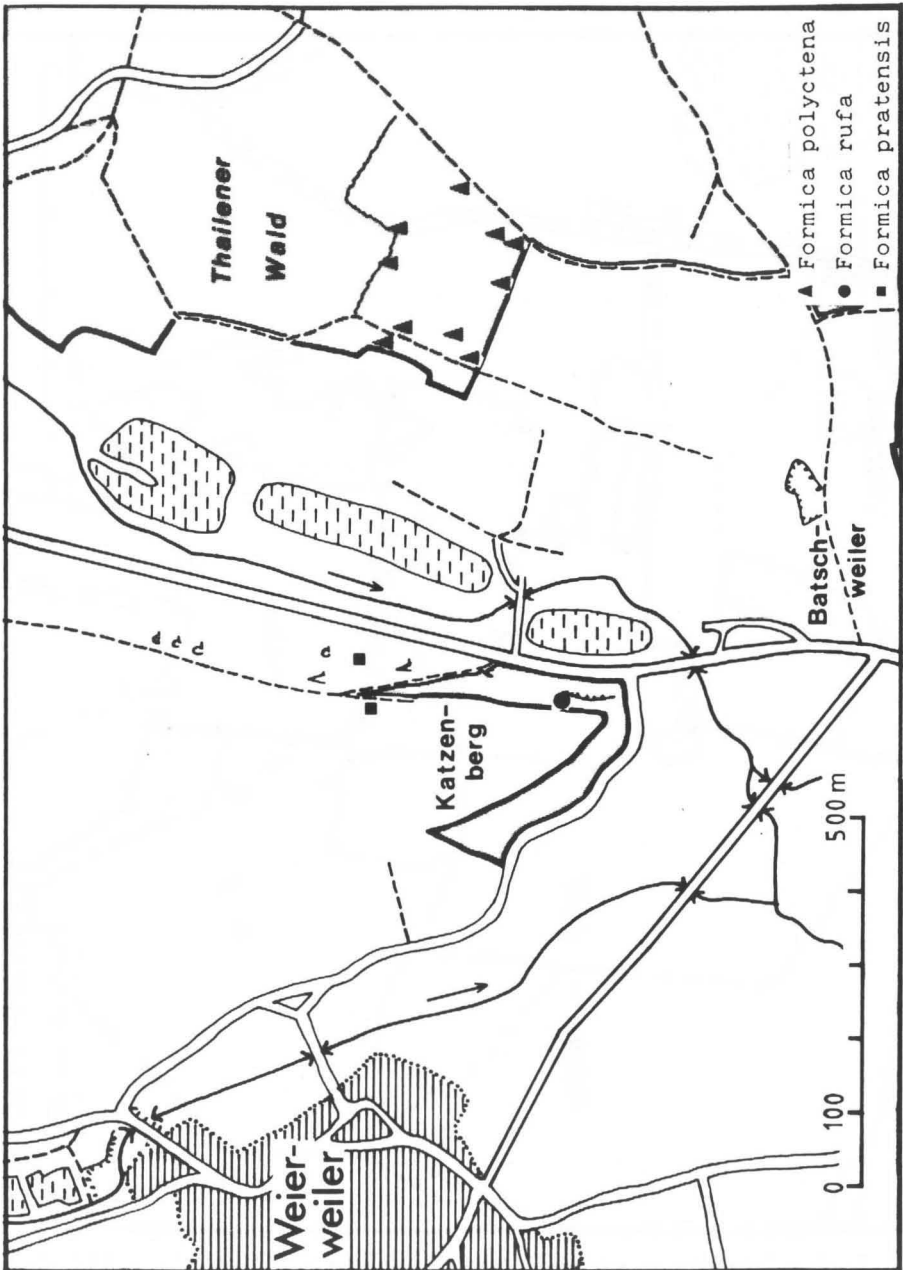 Thailener
Wald
Katzen-
berg
Weier-
weiler
Batsch-
weiler
0 100 500 m
Formica polyctena
Formica rufa
Formica pratensis